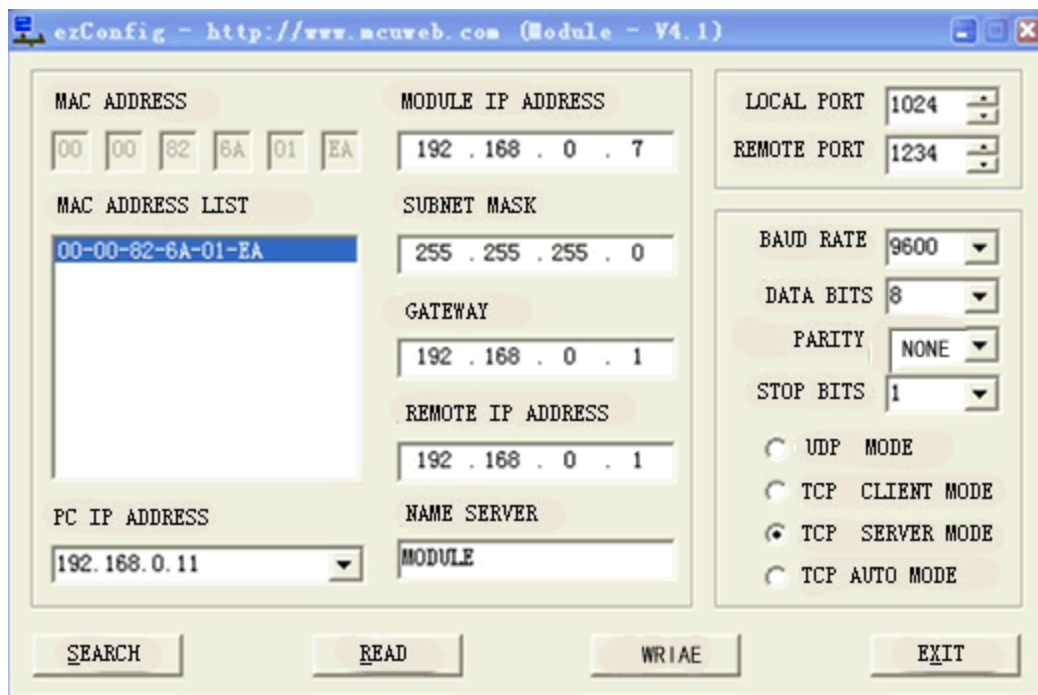 ezConfig - http://www.mcuweb.com (Module - V4.1)
MAC ADDRESS
00 00 82 6A 01 EA
MAC ADDRESS LIST
00-00-82-6A-01-EA
PC IP ADDRESS
192.168.0.11
MODULE IP ADDRESS
192 . 168 . 0 . 7
SUBNET MASK
255 . 255 . 255 . 0
GATEWAY
192 . 168 . 0 . 1
REMOTE IP ADDRESS
192 . 168 . 0 . 1
NAME SERVER
MODULE
LOCAL PORT 1024
REMOTE PORT 1234
BAUD RATE 9600
DATA BITS 8
PARITY NONE
STOP BITS 1
UDP MODE
TCP CLIENT MODE
TCP SERVER MODE
TCP AUTO MODE
SEARCH READ WRIAE EXIT